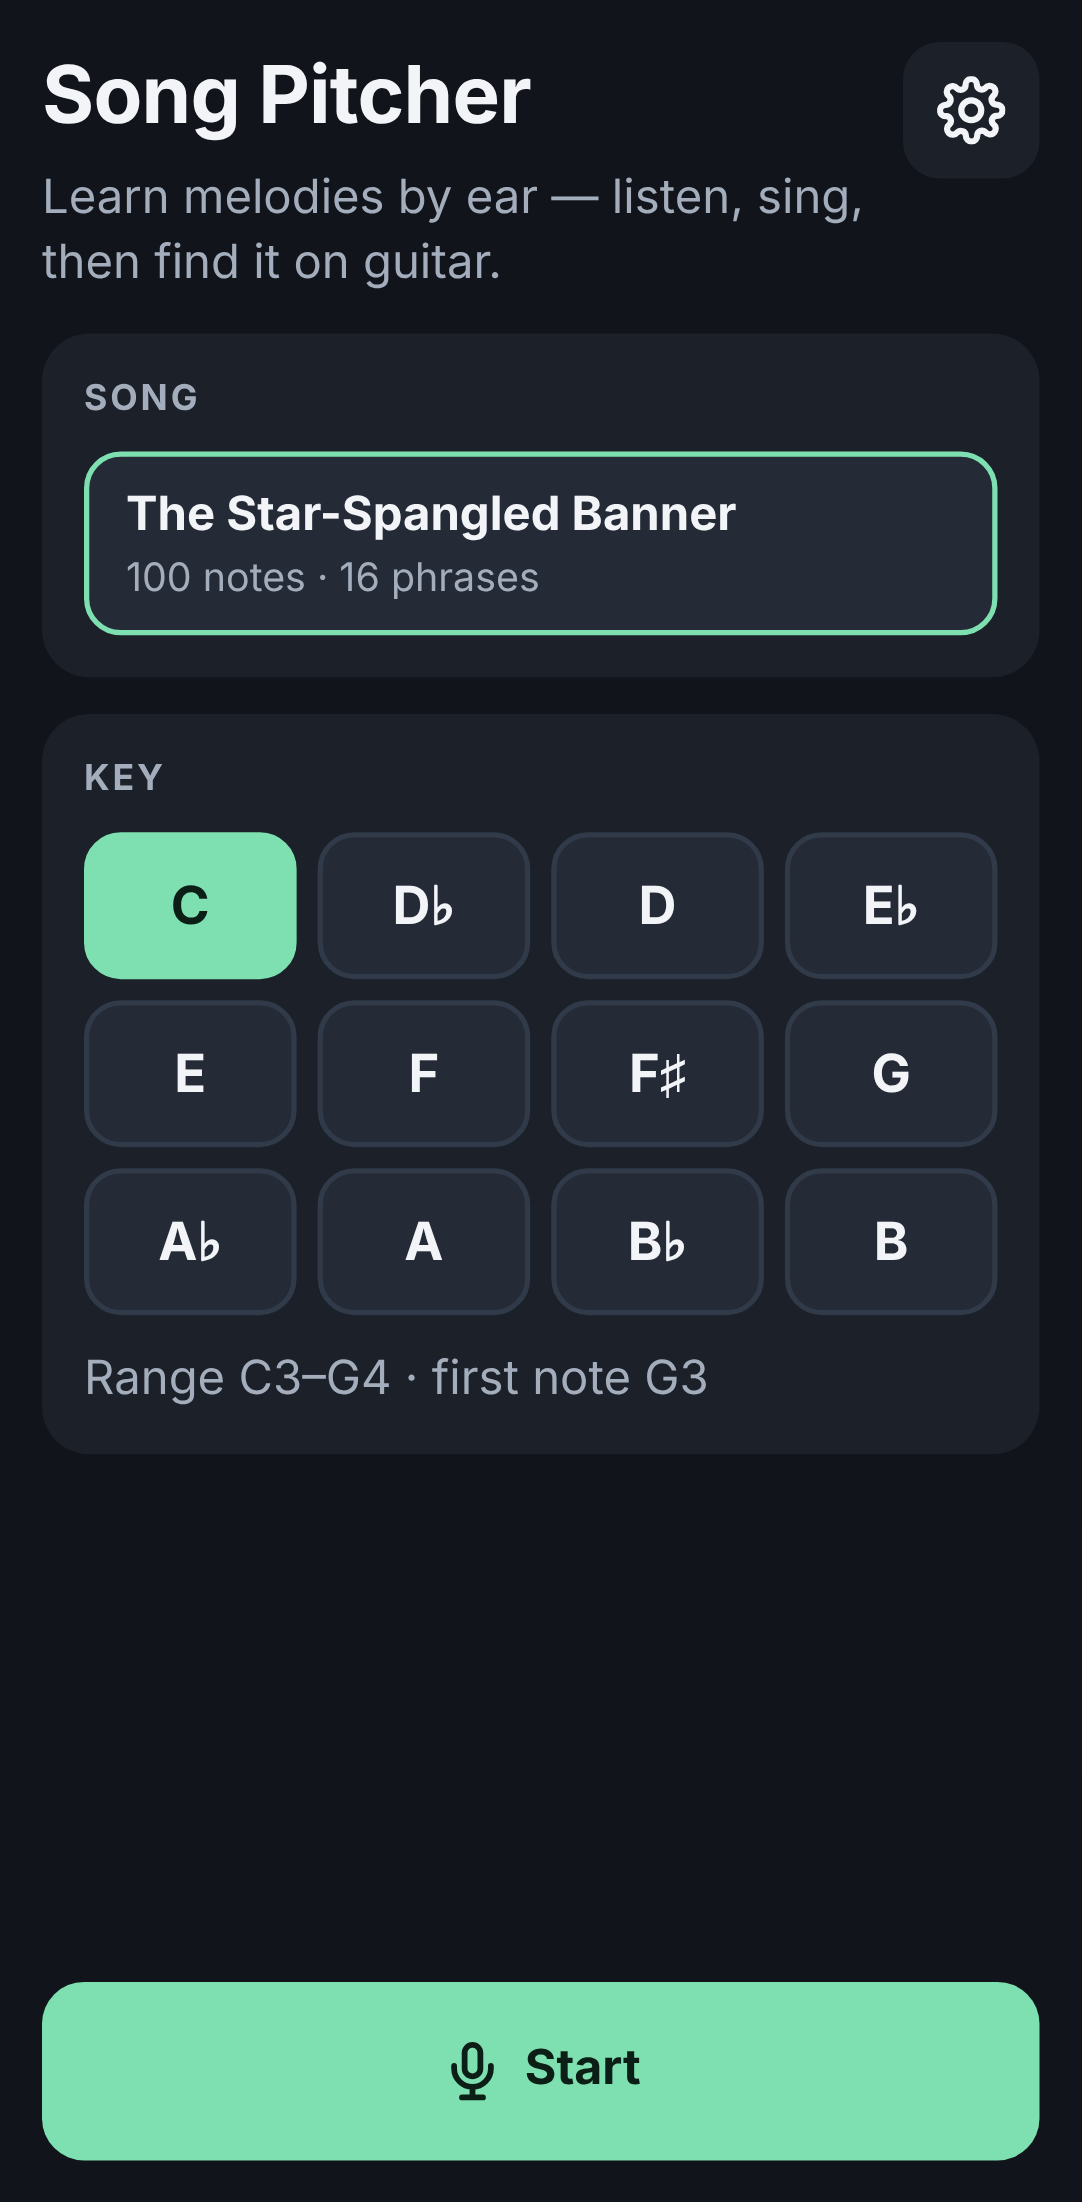 Song Pitcher
Learn melodies by ear — listen, sing,
then find it on guitar.
SONG
The Star-Spangled Banner
100 notes · 16 phrases
KEY
C D♭ D E♭
E F F♯ G
A♭ A B♭ B
Range C3–G4 · first note G3
Start